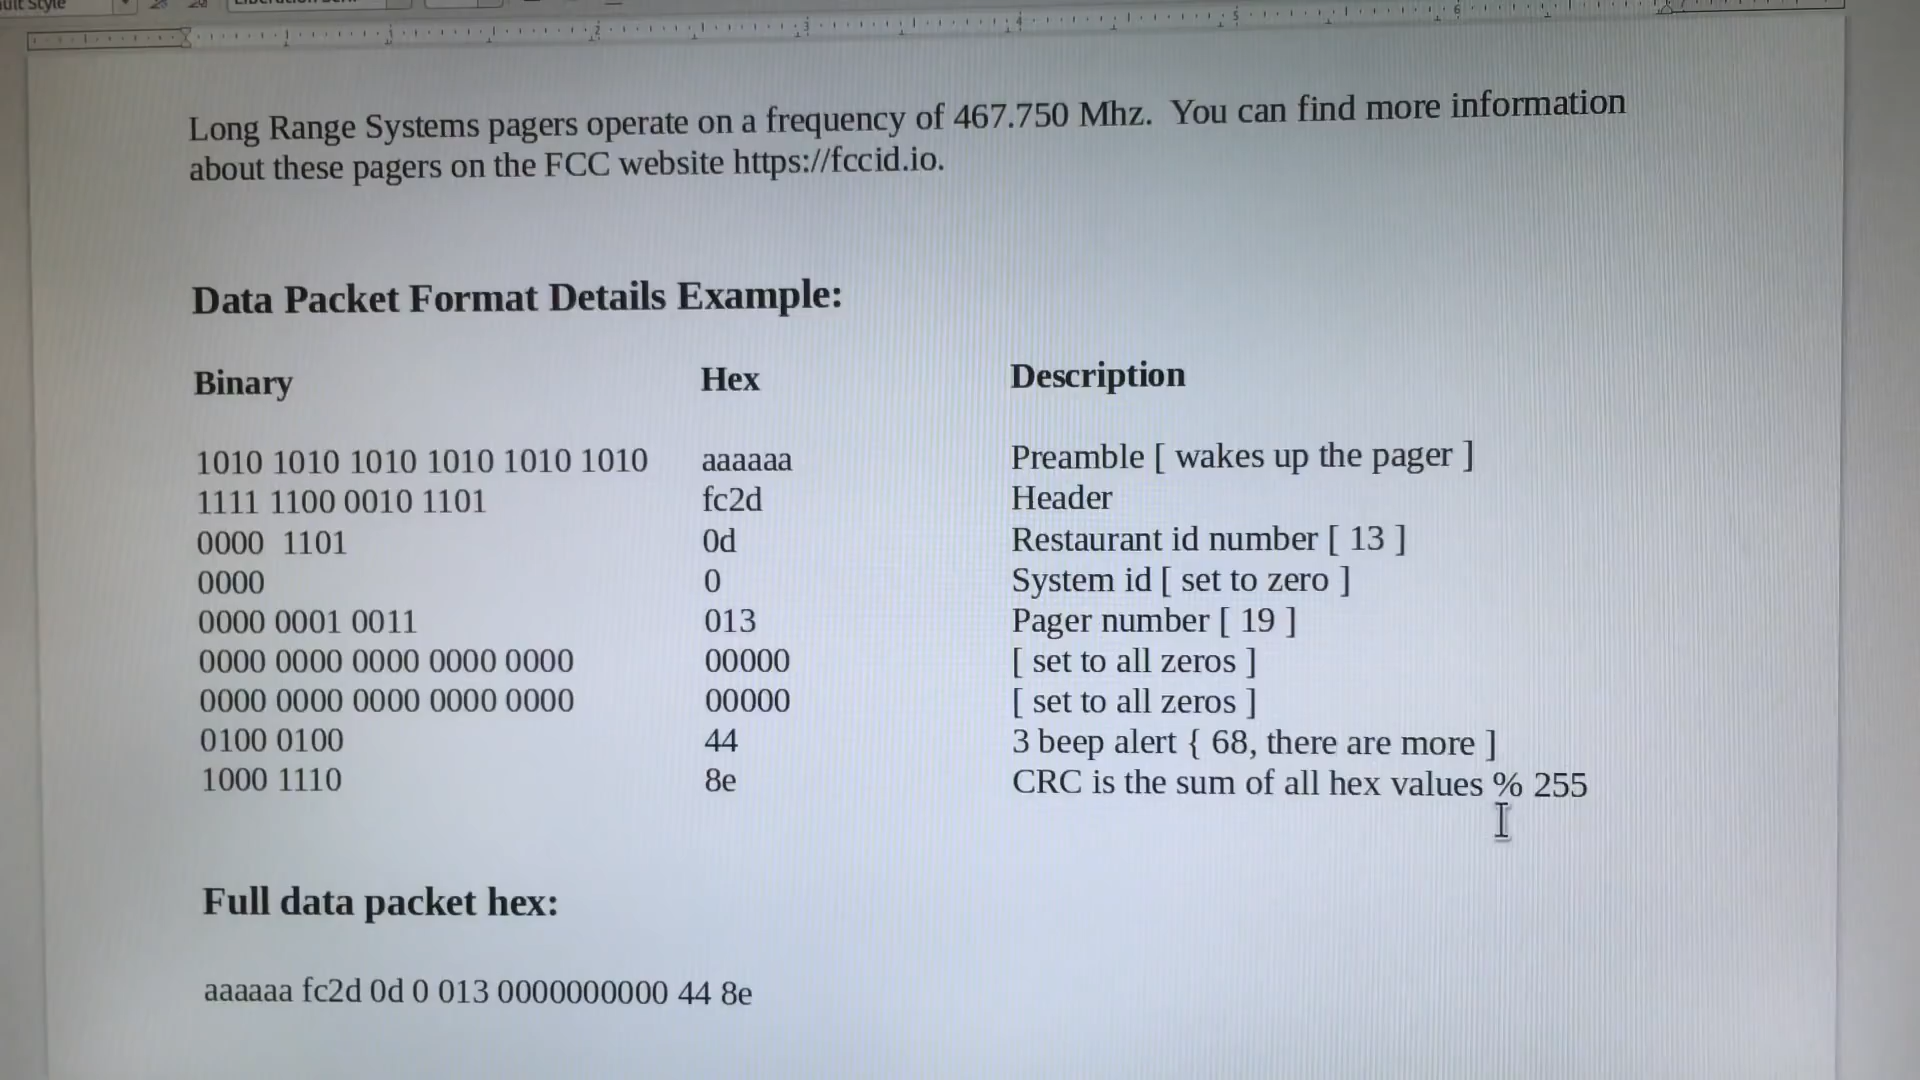 Long Range Systems pagers operate on a frequency of 467.750 Mhz.  You can find more information
about these pagers on the FCC website https://fccid.io.
Data Packet Format Details Example:
Binary Hex Description
1010 1010 1010 1010 1010 1010 aaaaaa Preamble [ wakes up the pager ]
1111 1100 0010 1101 fc2d Header
0000  1101 0d Restaurant id number [ 13 ]
0000 0 System id [ set to zero ]
0000 0001 0011 013 Pager number [ 19 ]
0000 0000 0000 0000 0000 00000 [ set to all zeros ]
0000 0000 0000 0000 0000 00000 [ set to all zeros ]
0100 0100 44 3 beep alert { 68, there are more ]
1000 1110 8e CRC is the sum of all hex values % 255
Full data packet hex:
aaaaaa fc2d 0d 0 013 0000000000 44 8e